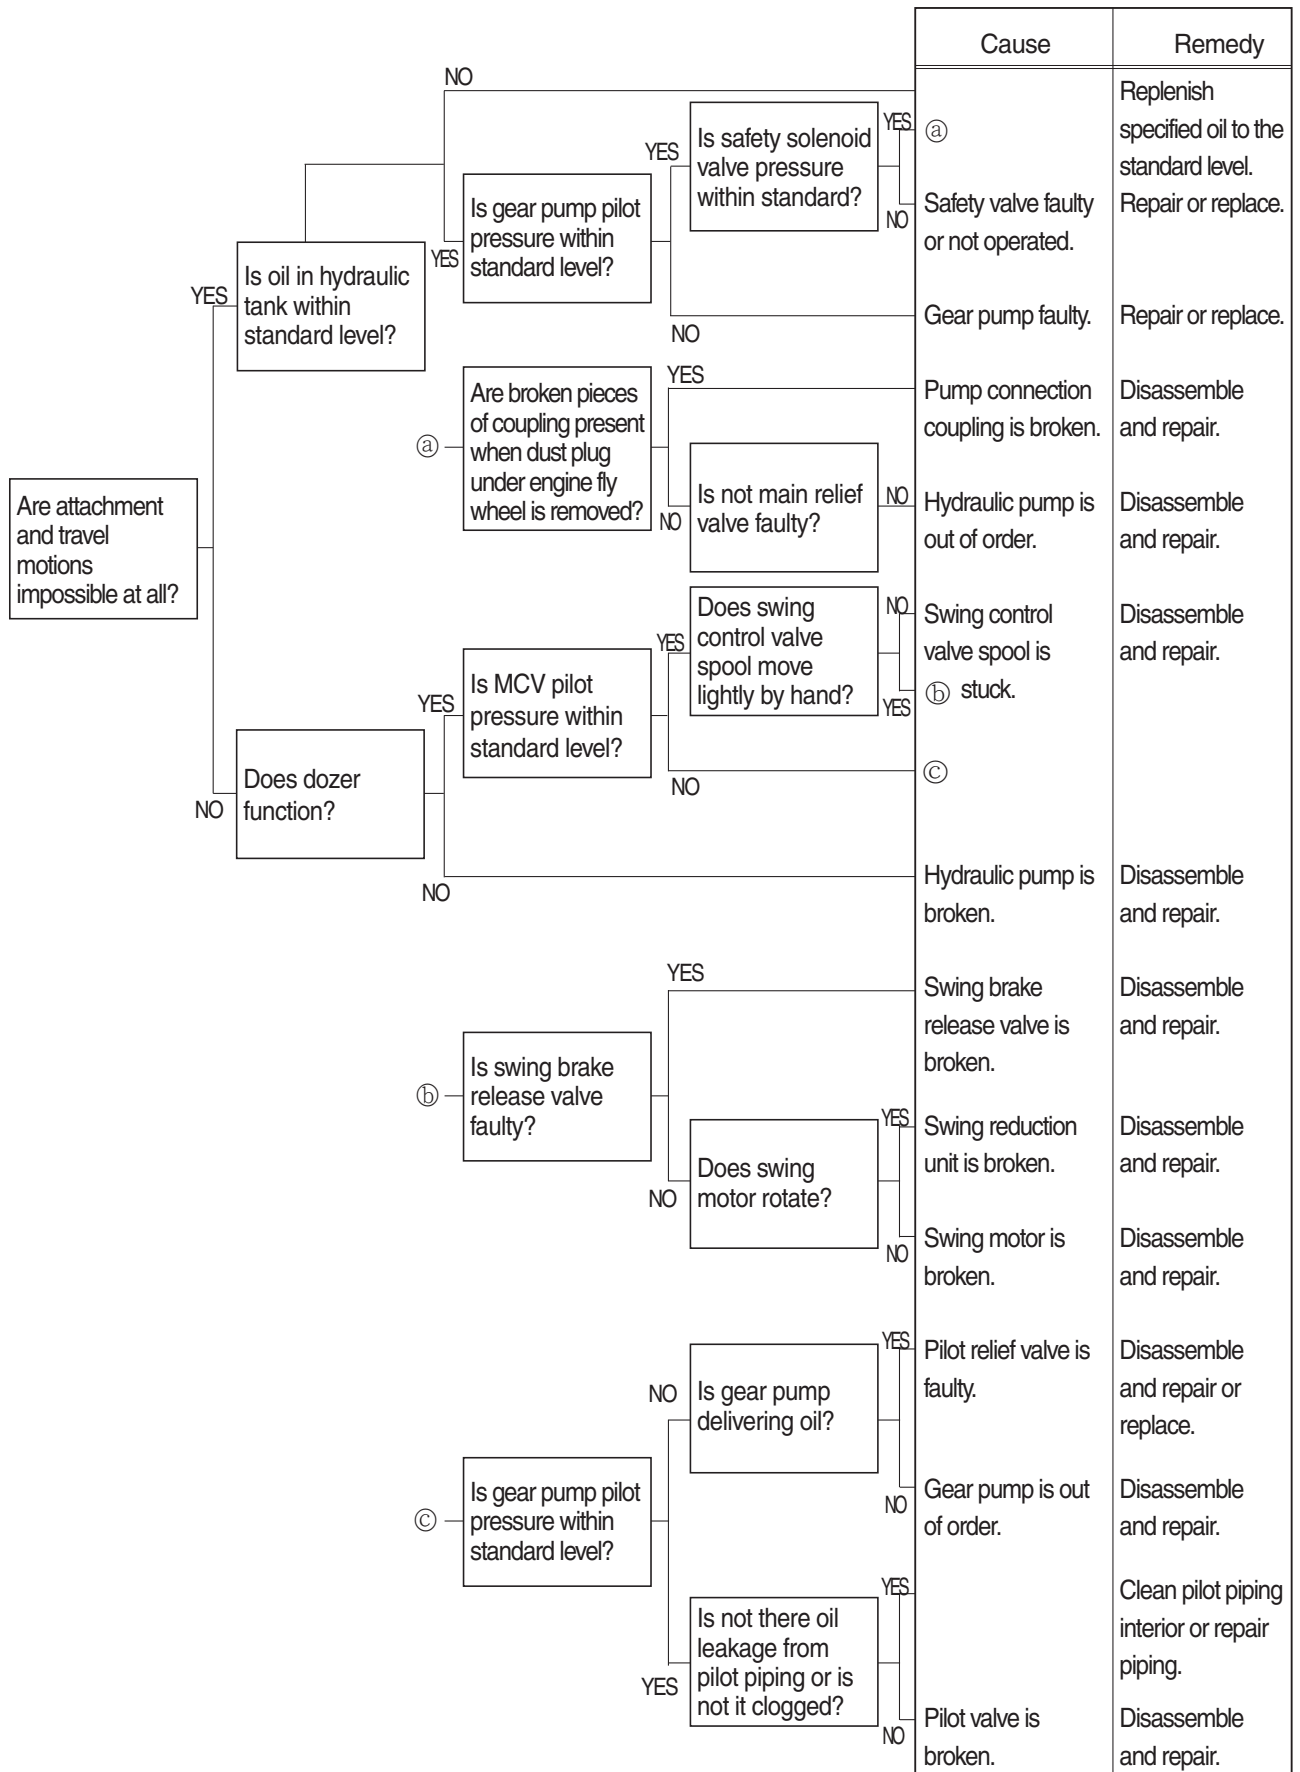 Cause
Remedy
NO
Replenish
specified oil to the
standard level.
YES
Is safety solenoid
valve pressure
within standard?
YES
ⓐ
NO
Safety valve faulty
or not operated.
Repair or replace.
Is gear pump pilot
pressure within
standard level?
YES
YES
Is oil in hydraulic
tank within
standard level?
NO
Gear pump faulty.
Repair or replace.
ⓐ
Are broken pieces
of coupling present
when dust plug
under engine fly
wheel is removed?
YES
Pump connection
coupling is broken.
Disassemble
and repair.
NO
Is not main relief
valve faulty?
NO
Hydraulic pump is
out of order.
Disassemble
and repair.
Are attachment
and travel
motions
impossible at all?
YES
Does swing
control valve
spool move
lightly by hand?
NO
Swing control
valve spool is
ⓑ stuck.
Disassemble
and repair.
YES
YES
Is MCV pilot
pressure within
standard level?
NO
ⓒ
NO
Does dozer
function?
NO
Hydraulic pump is
broken.
Disassemble
and repair.
YES
Swing brake
release valve is
broken.
Disassemble
and repair.
ⓑ
Is swing brake
release valve
faulty?
NO
Does swing
motor rotate?
YES
Swing reduction
unit is broken.
Disassemble
and repair.
NO
Swing motor is
broken.
Disassemble
and repair.
NO
Is gear pump
delivering oil?
YES
Pilot relief valve is
faulty.
Disassemble
and repair or
replace.
NO
Gear pump is out
of order.
Disassemble
and repair.
ⓒ
Is gear pump pilot
pressure within
standard level?
YES
Is not there oil
leakage from
pilot piping or is
not it clogged?
YES
Clean pilot piping
interior or repair
piping.
NO
Pilot valve is
broken.
Disassemble
and repair.